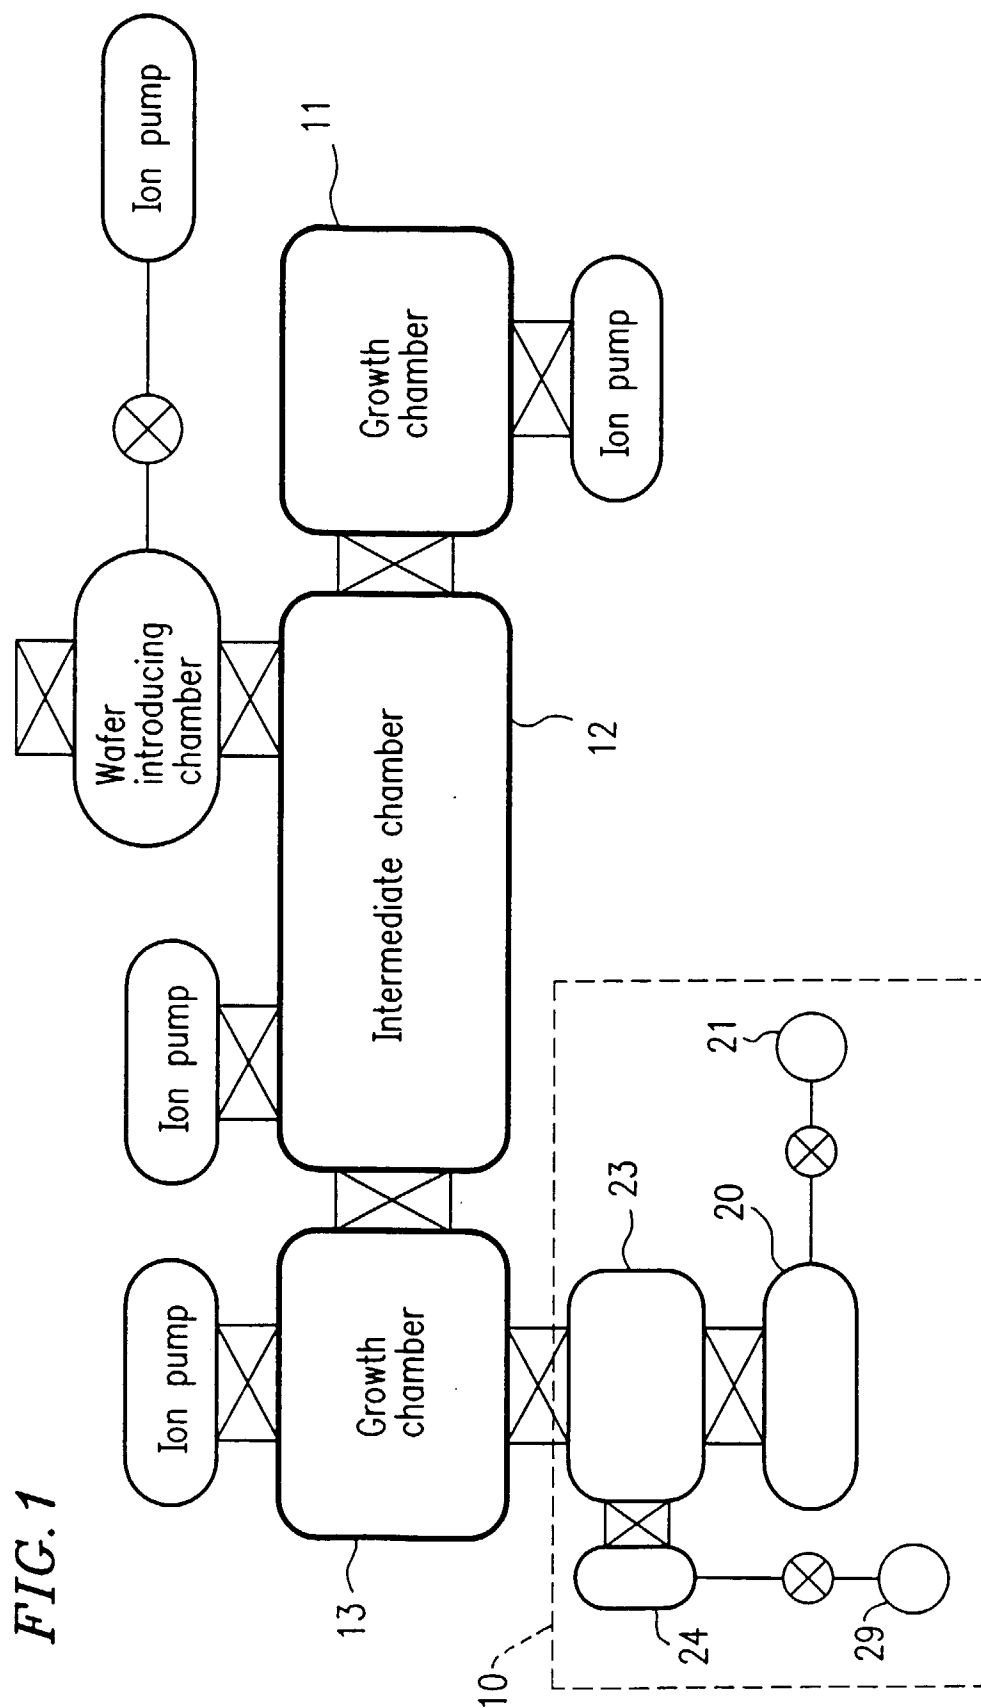 FIG. 1
Ion pump
Ion pump
Wafer
introducing
chamber
Ion pump
13
Growth
chamber
Intermediate chamber
12
Growth
chamber
11
Ion pump
10
24
29
23
20
21